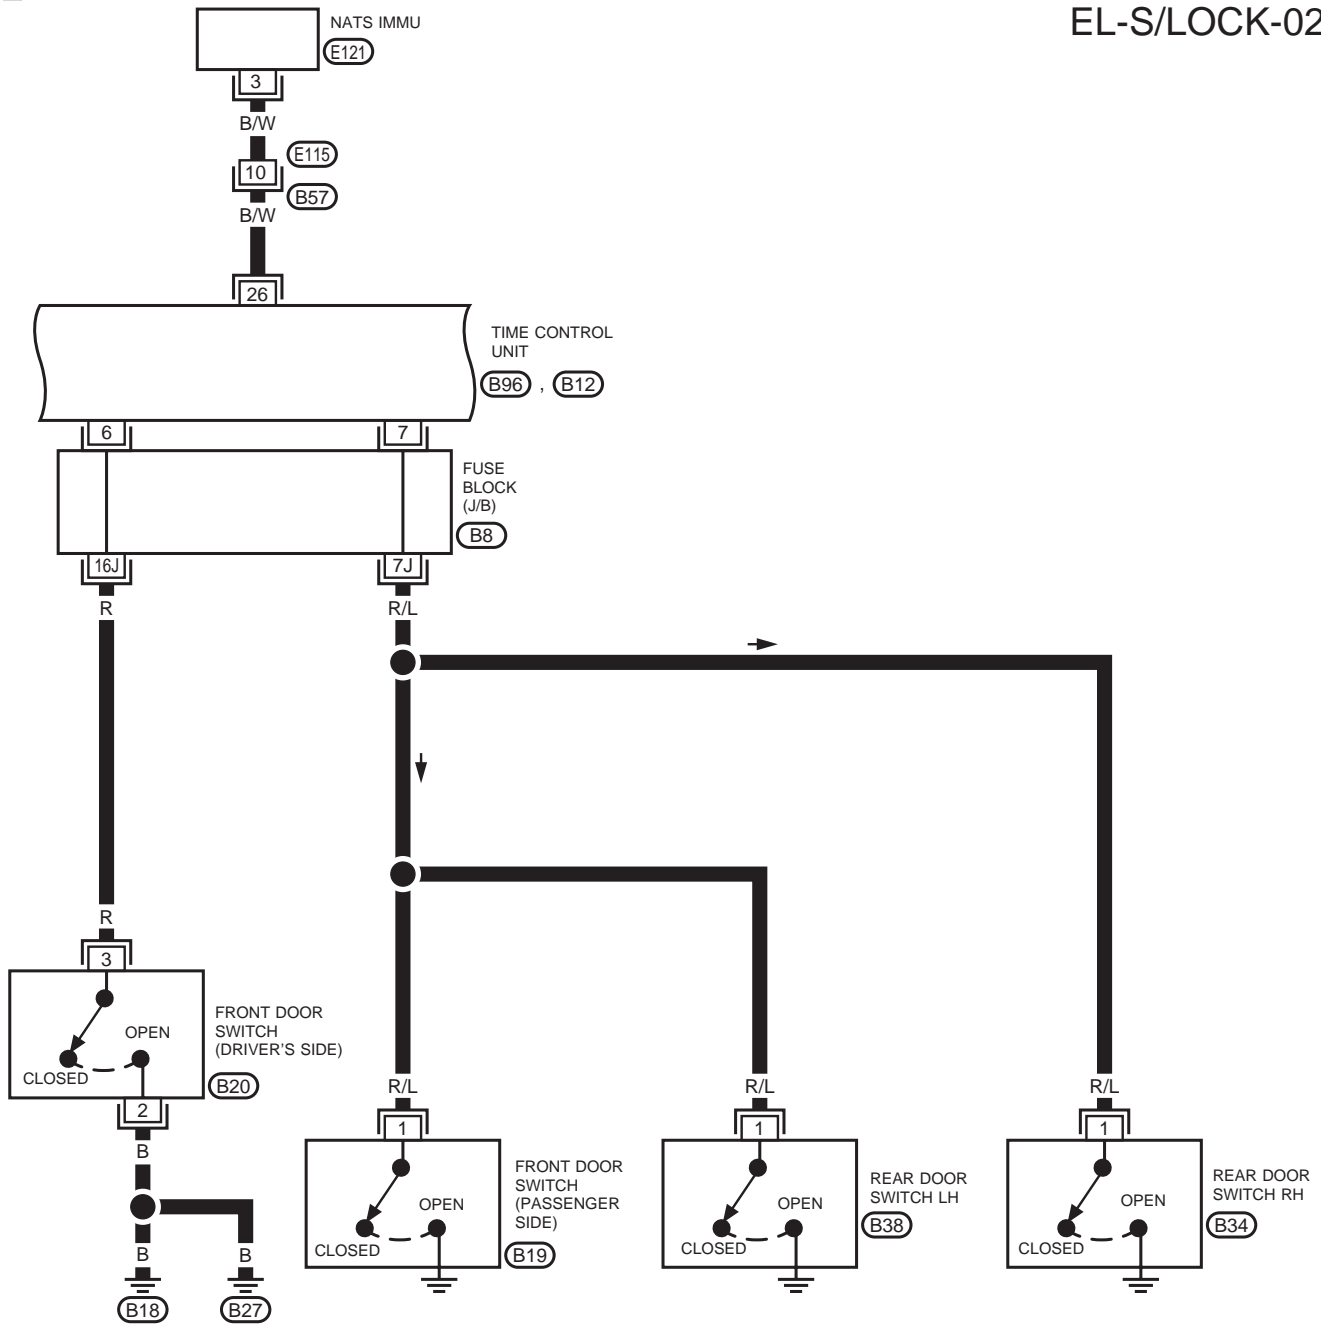 EL-S/LOCK-02
NATS IMMU
E121
3
B/W
E115
10
B57
B/W
26
TIME CONTROL
UNIT
B96 , B12
6
7
FUSE
BLOCK
(J/B)
B8
16J
7J
R
R/L
R
3
FRONT DOOR
SWITCH
(DRIVER'S SIDE)
OPEN
CLOSED
B20
2
B
B
B
B18
B27
R/L
1
FRONT DOOR
SWITCH
(PASSENGER
SIDE)
OPEN
CLOSED
B19
R/L
1
REAR DOOR
SWITCH LH
OPEN
CLOSED
B38
R/L
1
REAR DOOR
SWITCH RH
OPEN
CLOSED
B34